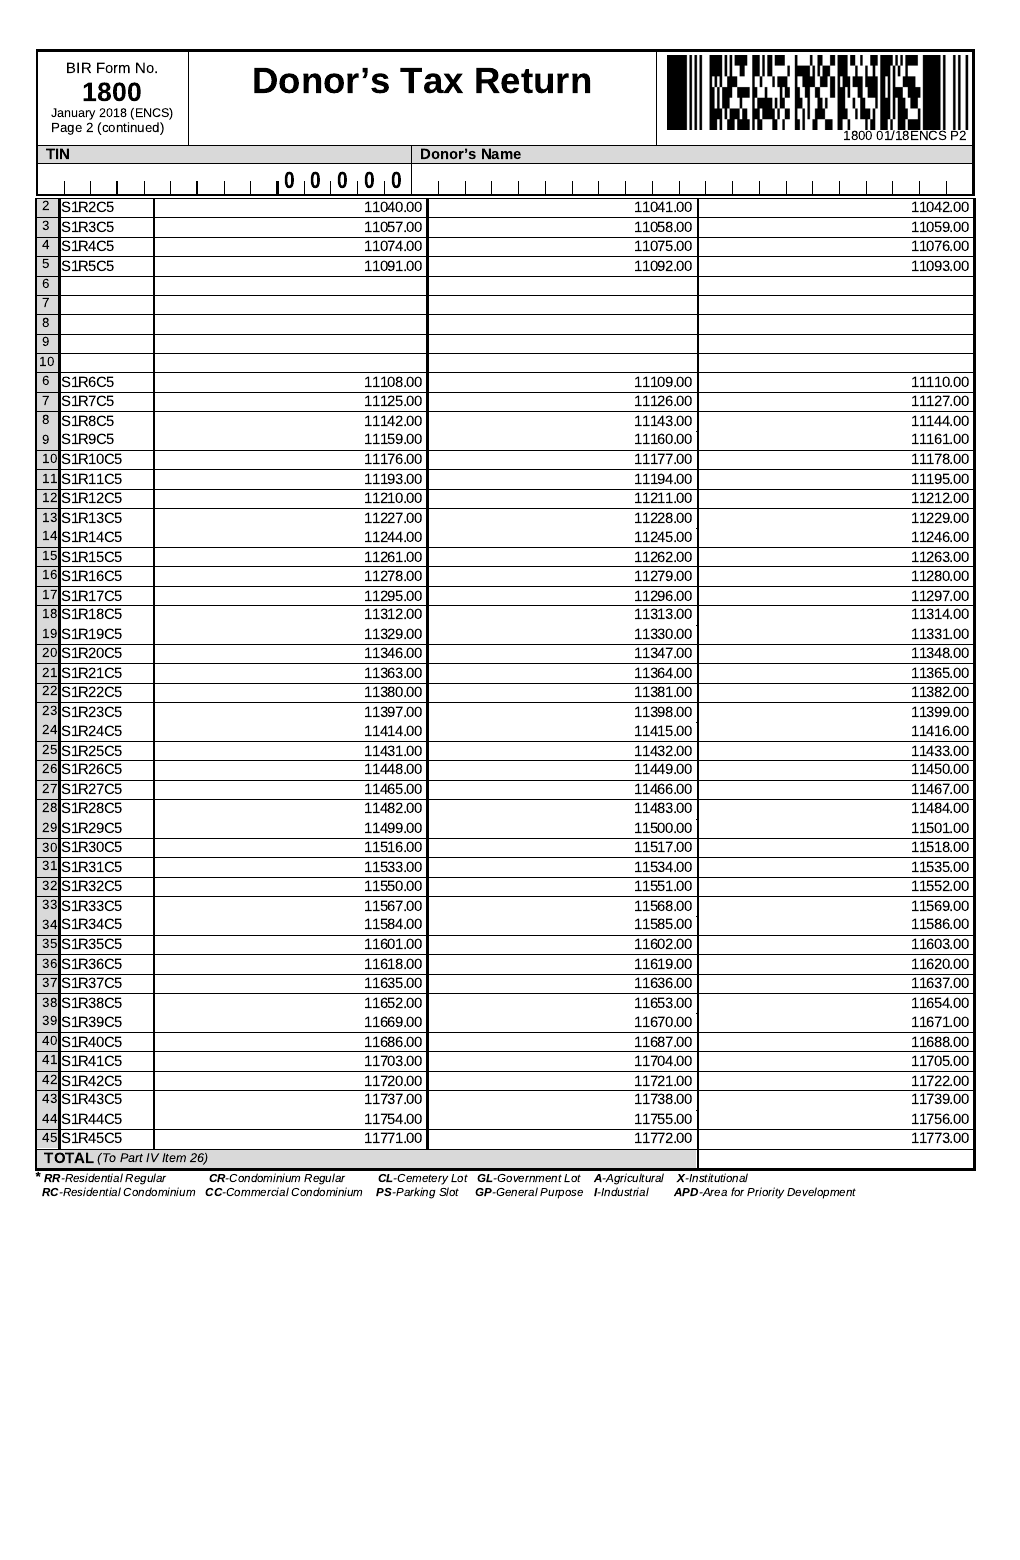 BIR Form No.
1800
January 2018 (ENCS)
Page 2 (continued)
Donor’s Tax Return
1800 01/18ENCS P2
TIN Donor’s Name
0 0 0 0 0
2 S1R2C5 11040.00 11041.00 11042.00
3 S1R3C5 11057.00 11058.00 11059.00
4 S1R4C5 11074.00 11075.00 11076.00
5 S1R5C5 11091.00 11092.00 11093.00
6
7
8
9
10
6 S1R6C5 11108.00 11109.00 11110.00
7 S1R7C5 11125.00 11126.00 11127.00
8 S1R8C5 11142.00 11143.00 11144.00
9 S1R9C5 11159.00 11160.00 11161.00
10 S1R10C5 11176.00 11177.00 11178.00
11 S1R11C5 11193.00 11194.00 11195.00
12 S1R12C5 11210.00 11211.00 11212.00
13 S1R13C5 11227.00 11228.00 11229.00
14 S1R14C5 11244.00 11245.00 11246.00
15 S1R15C5 11261.00 11262.00 11263.00
16 S1R16C5 11278.00 11279.00 11280.00
17 S1R17C5 11295.00 11296.00 11297.00
18 S1R18C5 11312.00 11313.00 11314.00
19 S1R19C5 11329.00 11330.00 11331.00
20 S1R20C5 11346.00 11347.00 11348.00
21 S1R21C5 11363.00 11364.00 11365.00
22 S1R22C5 11380.00 11381.00 11382.00
23 S1R23C5 11397.00 11398.00 11399.00
24 S1R24C5 11414.00 11415.00 11416.00
25 S1R25C5 11431.00 11432.00 11433.00
26 S1R26C5 11448.00 11449.00 11450.00
27 S1R27C5 11465.00 11466.00 11467.00
28 S1R28C5 11482.00 11483.00 11484.00
29 S1R29C5 11499.00 11500.00 11501.00
30 S1R30C5 11516.00 11517.00 11518.00
31 S1R31C5 11533.00 11534.00 11535.00
32 S1R32C5 11550.00 11551.00 11552.00
33 S1R33C5 11567.00 11568.00 11569.00
34 S1R34C5 11584.00 11585.00 11586.00
35 S1R35C5 11601.00 11602.00 11603.00
36 S1R36C5 11618.00 11619.00 11620.00
37 S1R37C5 11635.00 11636.00 11637.00
38 S1R38C5 11652.00 11653.00 11654.00
39 S1R39C5 11669.00 11670.00 11671.00
40 S1R40C5 11686.00 11687.00 11688.00
41 S1R41C5 11703.00 11704.00 11705.00
42 S1R42C5 11720.00 11721.00 11722.00
43 S1R43C5 11737.00 11738.00 11739.00
44 S1R44C5 11754.00 11755.00 11756.00
45 S1R45C5 11771.00 11772.00 11773.00
TOTAL (To Part IV Item 26)
* RR-Residential Regular CR-Condominium Regular CL-Cemetery Lot GL-Government Lot A-Agricultural X-Institutional
RC-Residential Condominium CC-Commercial Condominium PS-Parking Slot GP-General Purpose I-Industrial APD-Area for Priority Development